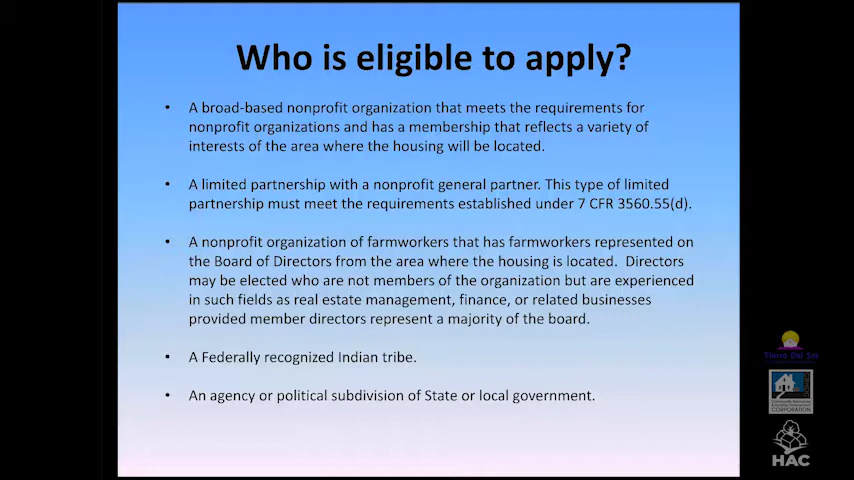 Who is eligible to apply?
• A broad-based nonprofit organization that meets the requirements for
nonprofit organizations and has a membership that reflects a variety of
interests of the area where the housing will be located.
• A limited partnership with a nonprofit general partner. This type of limited
partnership must meet the requirements established under 7 CFR 3560.55(d).
• A nonprofit organization of farmworkers that has farmworkers represented on
the Board of Directors from the area where the housing is located. Directors
may be elected who are not members of the organization but are experienced
in such fields as real estate management, finance, or related businesses
provided member directors represent a majority of the board.
• A Federally recognized Indian tribe.
• An agency or political subdivision of State or local government.
Tierra Del Sol
CORPORATION
HAC